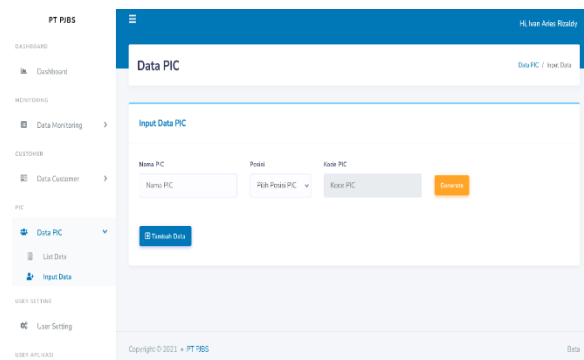 PT PJBS
Hi, Ivan Aries Rizaldy
DASHBOARD
Dashboard
MONITORING
Data Monitoring
CUSTOMER
Data Customer
PIC
Data PIC
List Data
Input Data
USER SETTING
User Setting
USER APLIKASI
Data PIC
Data PIC / Input Data
Input Data PIC
Nama PIC Posisi Kode PIC
Nama PIC Pilih Posisi PIC Kode PIC Generate
Tambah Data
Copyright © 2021 • PT PJBS Beta